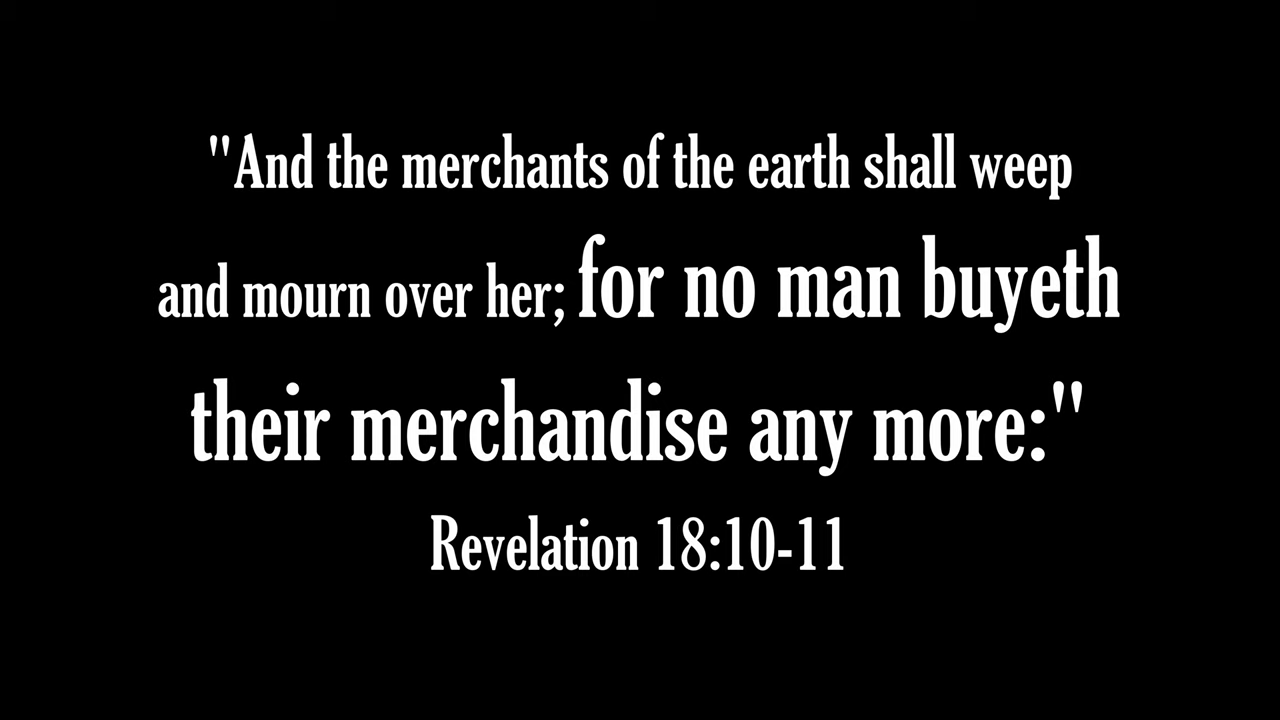 "And the merchants of the earth shall weep
and mourn over her; for no man buyeth
their merchandise any more:"
Revelation 18:10-11